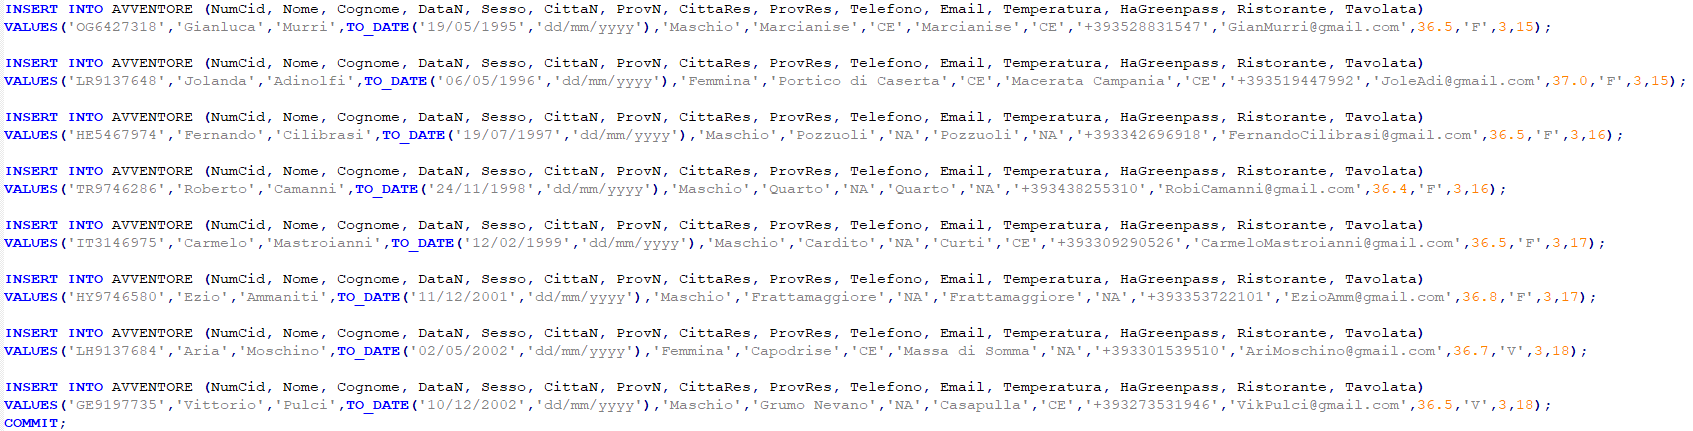 INSERT INTO AVVENTORE (NumCid, Nome, Cognome, DataN, Sesso, CittaN, ProvN, CittaRes, ProvRes, Telefono, Email, Temperatura, HaGreenpass, Ristorante, Tavolata)
VALUES('OG6427318','Gianluca','Murri',TO_DATE('19/05/1995','dd/mm/yyyy'),'Maschio','Marcianise','CE','Marcianise','CE','+393528831547','GianMurri@gmail.com',36.5,'F',3,15);
INSERT INTO AVVENTORE (NumCid, Nome, Cognome, DataN, Sesso, CittaN, ProvN, CittaRes, ProvRes, Telefono, Email, Temperatura, HaGreenpass, Ristorante, Tavolata)
VALUES('LR9137648','Jolanda','Adinolfi',TO_DATE('06/05/1996','dd/mm/yyyy'),'Femmina','Portico di Caserta','CE','Macerata Campania','CE','+393519447992','JoleAdi@gmail.com',37.0,'F',3,15);
INSERT INTO AVVENTORE (NumCid, Nome, Cognome, DataN, Sesso, CittaN, ProvN, CittaRes, ProvRes, Telefono, Email, Temperatura, HaGreenpass, Ristorante, Tavolata)
VALUES('HE5467974','Fernando','Cilibrasi',TO_DATE('19/07/1997','dd/mm/yyyy'),'Maschio','Pozzuoli','NA','Pozzuoli','NA','+393342696918','FernandoCilibrasi@gmail.com',36.5,'F',3,16);
INSERT INTO AVVENTORE (NumCid, Nome, Cognome, DataN, Sesso, CittaN, ProvN, CittaRes, ProvRes, Telefono, Email, Temperatura, HaGreenpass, Ristorante, Tavolata)
VALUES('TR9746286','Roberto','Camanni',TO_DATE('24/11/1998','dd/mm/yyyy'),'Maschio','Quarto','NA','Quarto','NA','+393438255310','RobiCamanni@gmail.com',36.4,'F',3,16);
INSERT INTO AVVENTORE (NumCid, Nome, Cognome, DataN, Sesso, CittaN, ProvN, CittaRes, ProvRes, Telefono, Email, Temperatura, HaGreenpass, Ristorante, Tavolata)
VALUES('IT3146975','Carmelo','Mastroianni',TO_DATE('12/02/1999','dd/mm/yyyy'),'Maschio','Cardito','NA','Curti','CE','+393309290526','CarmeloMastroianni@gmail.com',36.5,'F',3,17);
INSERT INTO AVVENTORE (NumCid, Nome, Cognome, DataN, Sesso, CittaN, ProvN, CittaRes, ProvRes, Telefono, Email, Temperatura, HaGreenpass, Ristorante, Tavolata)
VALUES('HY9746580','Ezio','Ammaniti',TO_DATE('11/12/2001','dd/mm/yyyy'),'Maschio','Frattamaggiore','NA','Frattamaggiore','NA','+393353722101','EzioAmm@gmail.com',36.8,'F',3,17);
INSERT INTO AVVENTORE (NumCid, Nome, Cognome, DataN, Sesso, CittaN, ProvN, CittaRes, ProvRes, Telefono, Email, Temperatura, HaGreenpass, Ristorante, Tavolata)
VALUES('LH9137684','Aria','Moschino',TO_DATE('02/05/2002','dd/mm/yyyy'),'Femmina','Capodrise','CE','Massa di Somma','NA','+393301539510','AriMoschino@gmail.com',36.7,'V',3,18);
INSERT INTO AVVENTORE (NumCid, Nome, Cognome, DataN, Sesso, CittaN, ProvN, CittaRes, ProvRes, Telefono, Email, Temperatura, HaGreenpass, Ristorante, Tavolata)
VALUES('GE9197735','Vittorio','Pulci',TO_DATE('10/12/2002','dd/mm/yyyy'),'Maschio','Grumo Nevano','NA','Casapulla','CE','+393273531946','VikPulci@gmail.com',36.5,'V',3,18);
COMMIT;